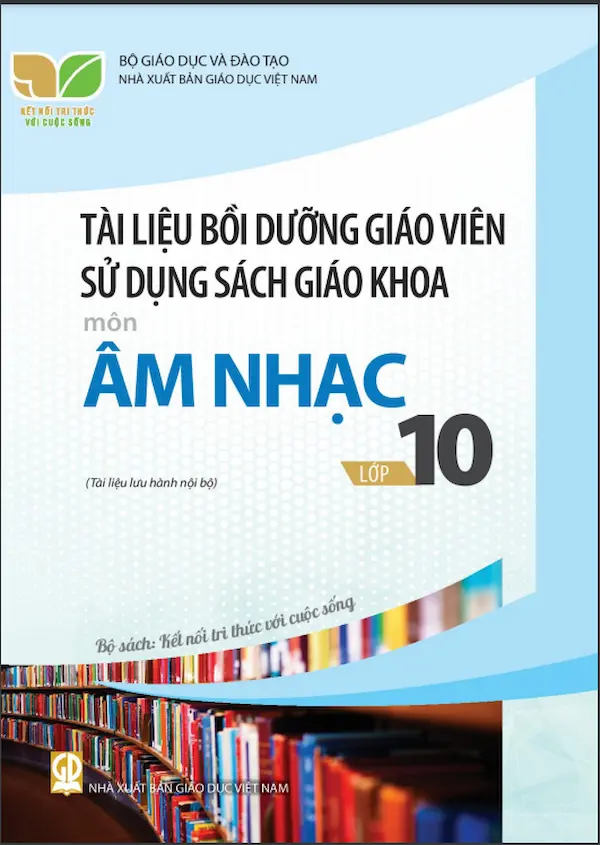 BỘ GIÁO DỤC VÀ ĐÀO TẠO
NHÀ XUẤT BẢN GIÁO DỤC VIỆT NAM
KẾT NỐI TRI THỨC
VỚI CUỘC SỐNG
TÀI LIỆU BỒI DƯỠNG GIÁO VIÊN
SỬ DỤNG SÁCH GIÁO KHOA
môn
ÂM NHẠC
LỚP 10
(Tài liệu lưu hành nội bộ)
Bộ sách: Kết nối tri thức với cuộc sống
NHÀ XUẤT BẢN GIÁO DỤC VIỆT NAM